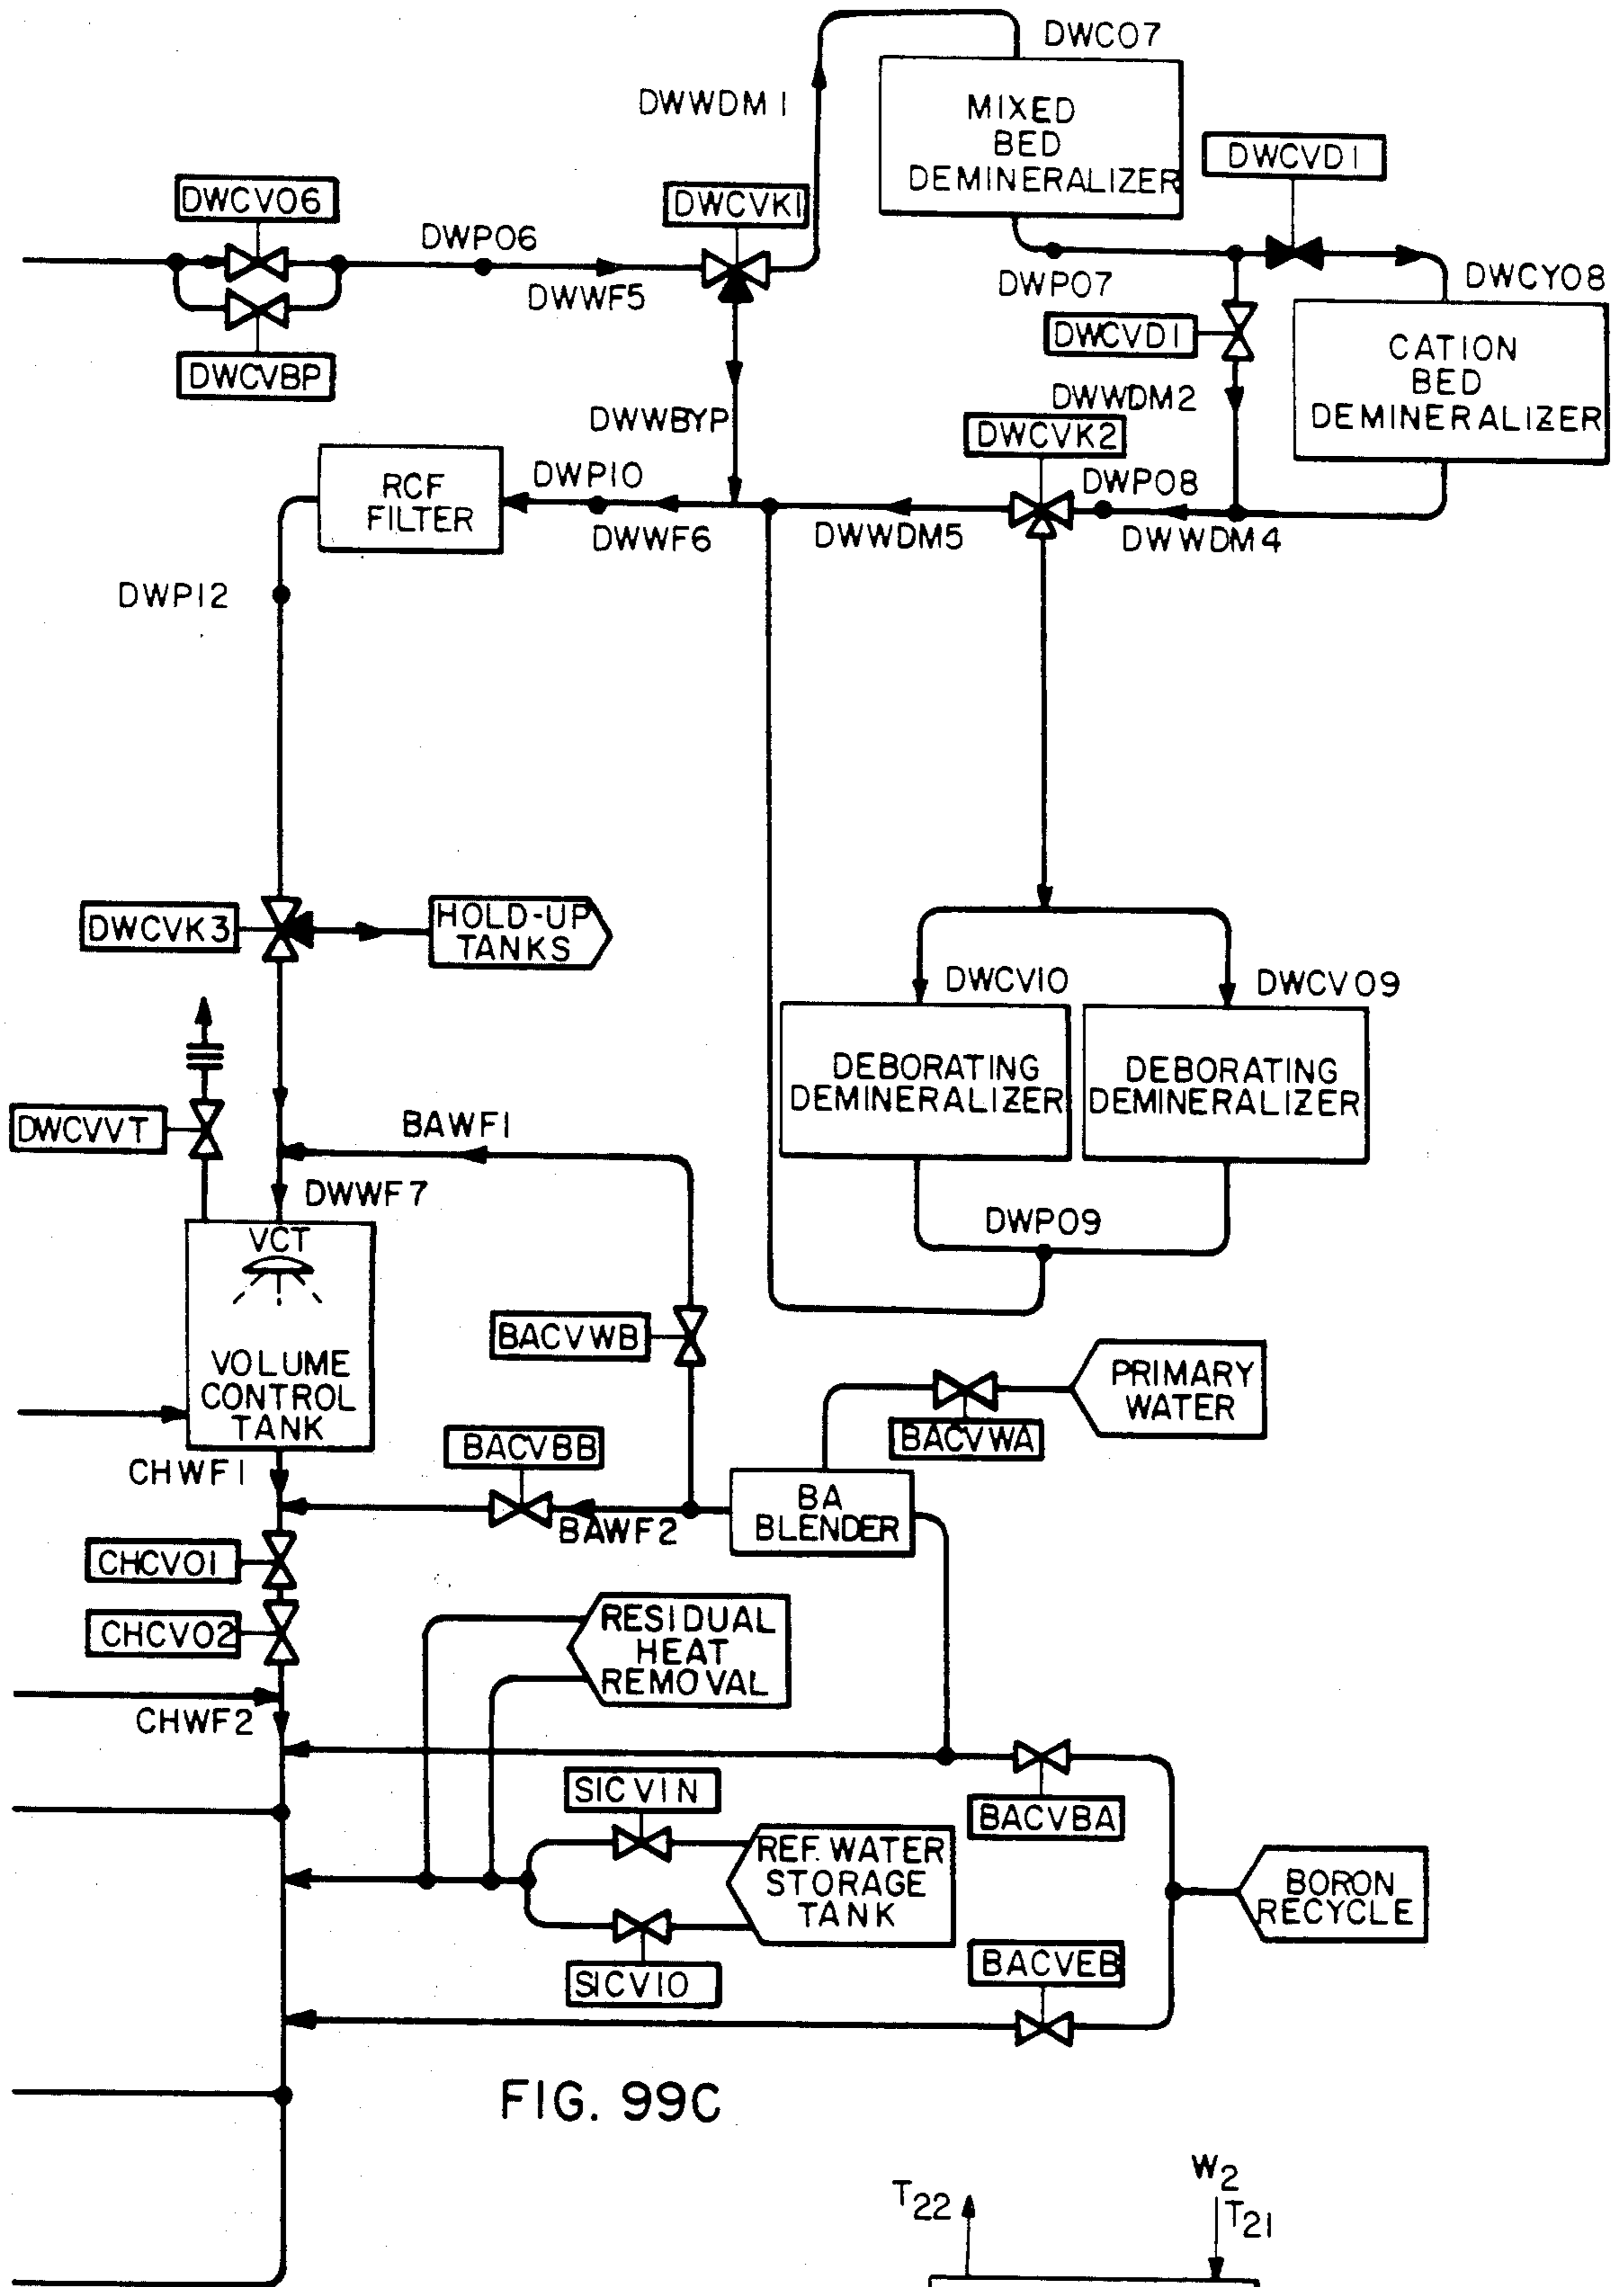 DWC07
DWWDM1
MIXED
BED
DEMINERALIZER
DWCVD1
DWCV06
DWCVK1
DWP06
DWWF5
DWP07
DWCY08
DWCVBP
DWCVD1
CATION
BED
DEMINERALIZER
DWWDM2
DWWBYP
DWCVK2
RCF
FILTER
DWP10
DWP08
DWWF6
DWWDM5
DWWDM4
DWP12
DWCVK3
HOLD-UP
TANKS
DWCV10
DWCV09
DEBORATING
DEMINERALIZER
DEBORATING
DEMINERALIZER
DWCVVT
BAWF1
DWWF7
DWP09
VCT
BACVWB
VOLUME
CONTROL
TANK
PRIMARY
WATER
BACVWA
BACVBB
CHWF1
BA
BLENDER
BAWF2
CHCV01
CHCV02
RESIDUAL
HEAT
REMOVAL
CHWF2
SICV1N
BACVBA
REF. WATER
STORAGE
TANK
BORON
RECYCLE
BACVEB
SICV10
FIG. 99C
W2
T22
T21